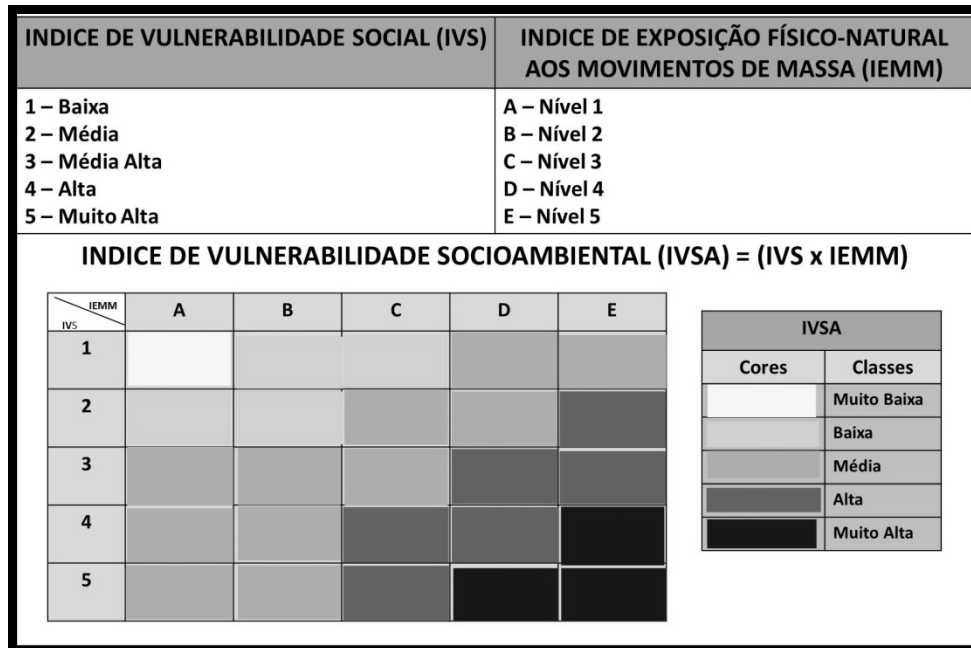 INDICE DE VULNERABILIDADE SOCIAL (IVS)
INDICE DE EXPOSIÇÃO FÍSICO-NATURAL
AOS MOVIMENTOS DE MASSA (IEMM)
1 – Baixa
2 – Média
3 – Média Alta
4 – Alta
5 – Muito Alta
A – Nível 1
B – Nível 2
C – Nível 3
D – Nível 4
E – Nível 5
INDICE DE VULNERABILIDADE SOCIOAMBIENTAL (IVSA) = (IVS x IEMM)
IEMM
IVS
A B C D E
1
2
3
4
5
IVSA
Cores Classes
Muito Baixa
Baixa
Média
Alta
Muito Alta